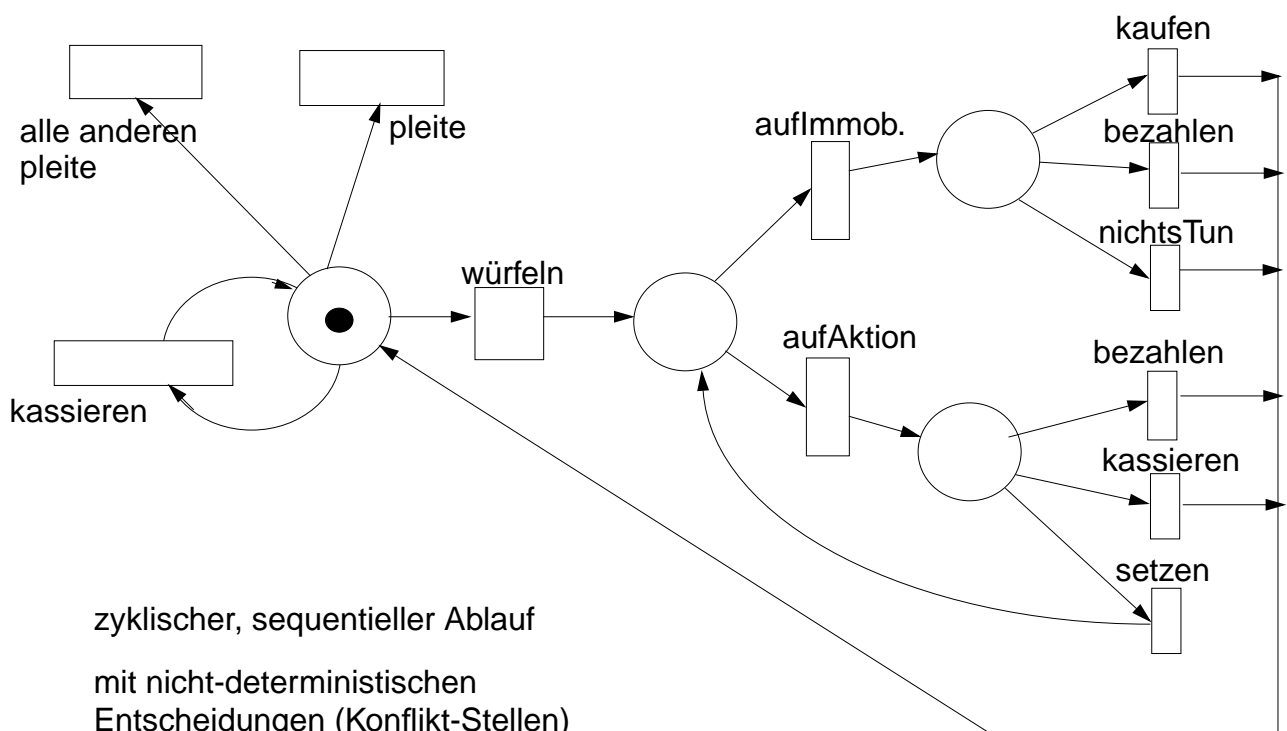 kaufen
alle anderen
pleite
pleite
aufImmob.
bezahlen
nichtsTun
würfeln
aufAktion
bezahlen
kassieren
kassieren
setzen
zyklischer, sequentieller Ablauf
mit nicht-deterministischen
Entscheidungen (Konflikt-Stellen)